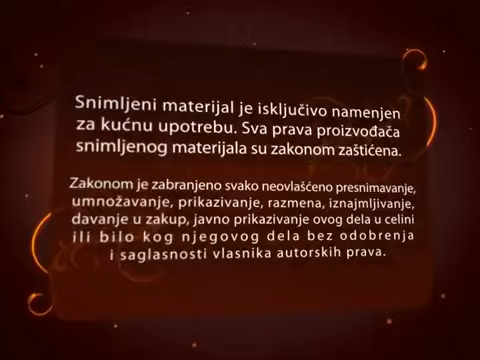 Snimljeni materijal je isključivo namenjen
za kućnu upotrebu. Sva prava proizvođača
snimljenog materijala su zakonom zaštićena.
Zakonom je zabranjeno svako neovlašćeno presnimavanje,
umnožavanje, prikazivanje, razmena, iznajmljivanje,
davanje u zakup, javno prikazivanje ovog dela u celini
ili bilo kog njegovog dela bez odobrenja
i saglasnosti vlasnika autorskih prava.